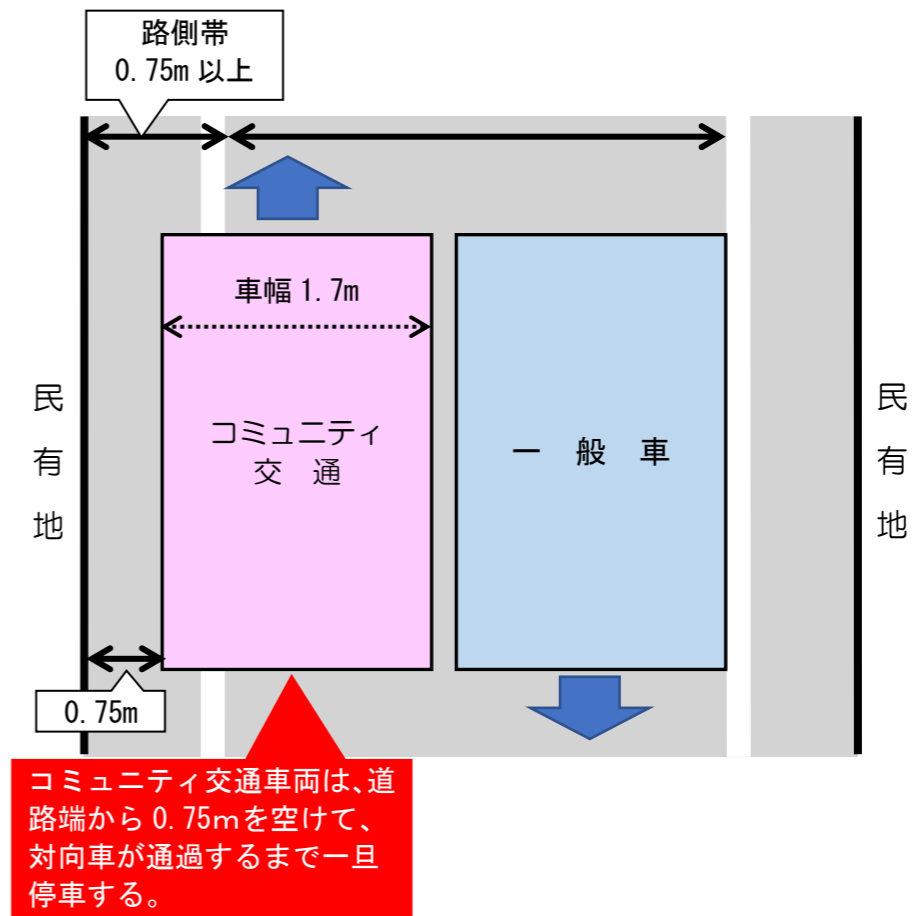 路側帯
0.75m 以上
車幅 1.7m
民有地
コミュニティ
交 通
一 般 車
民有地
0.75m
コミュニティ交通車両は、道
路端から 0.75ｍを空けて、
対向車が通過するまで一旦
停車する。